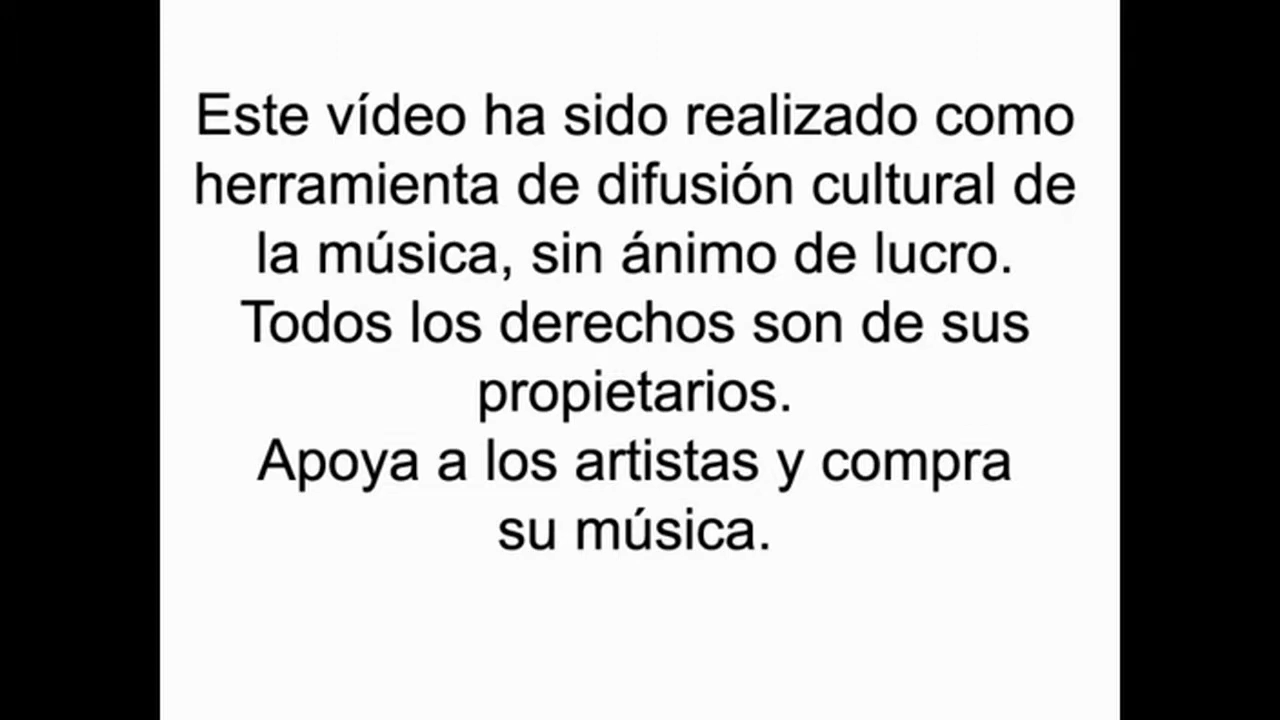 Este vídeo ha sido realizado como
herramienta de difusión cultural de
la música, sin ánimo de lucro.
Todos los derechos son de sus
propietarios.
Apoya a los artistas y compra
su música.